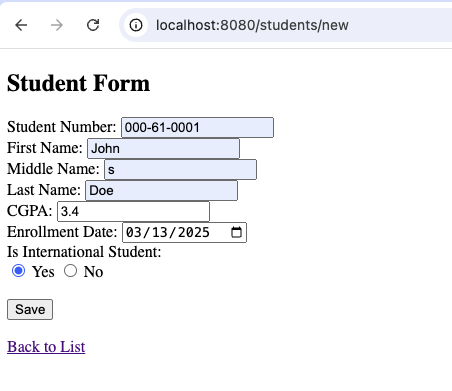 localhost:8080/students/new
Student Form
Student Number: 000-61-0001
First Name: John
Middle Name: s
Last Name: Doe
CGPA: 3.4
Enrollment Date: 03/13/2025
Is International Student:
Yes No
Save
Back to List